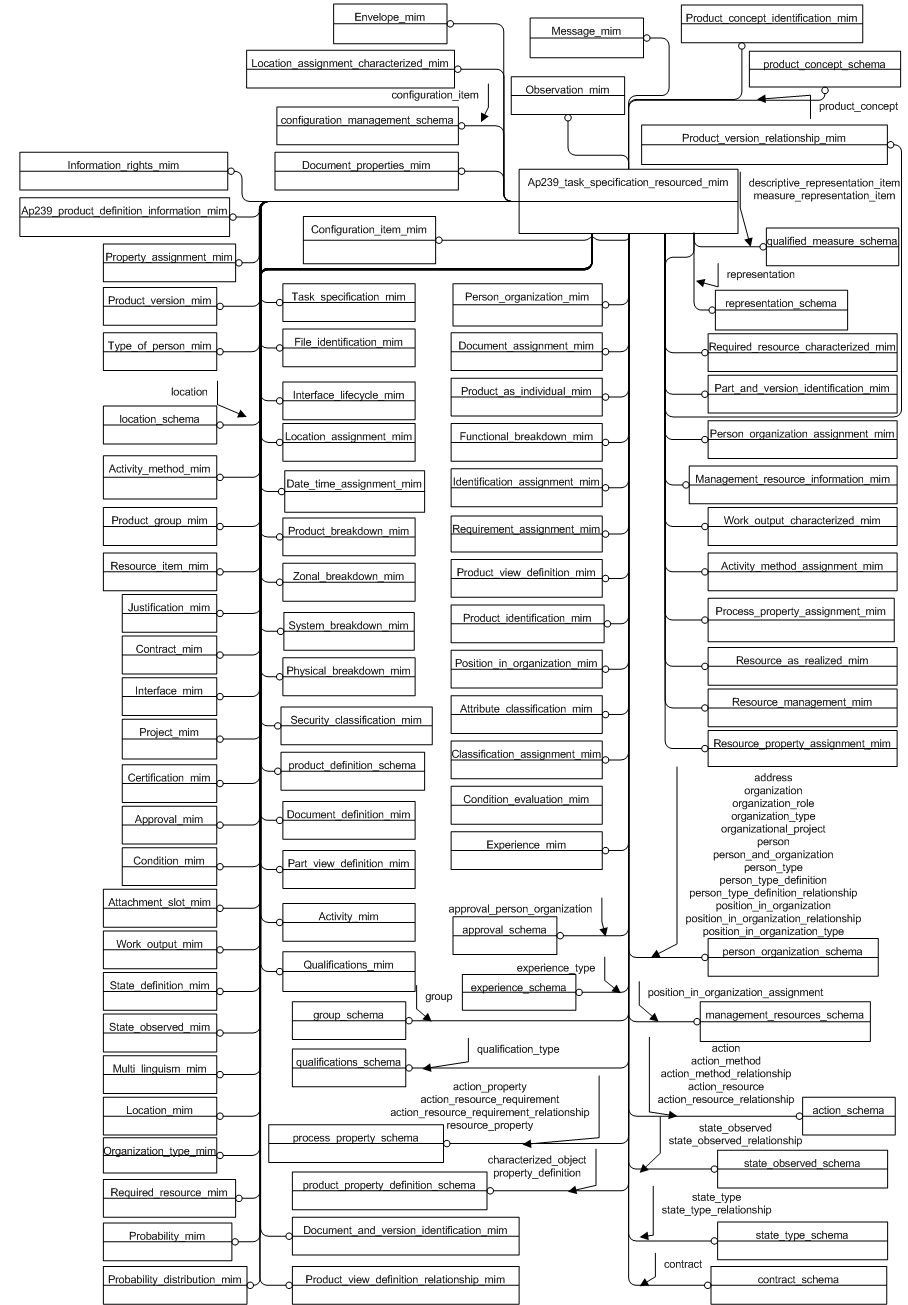 Envelope_mim
Message_mim
Product_concept_identification_mim
Location_assignment_characterized_mim
product_concept_schema
configuration_item
Observation_mim
product_concept
configuration_management_schema
Product_version_relationship_mim
Information_rights_mim
Document_properties_mim
Ap239_task_specification_resourced_mim
descriptive_representation_item
measure_representation_item
Ap239_product_definition_information_mim
Configuration_item_mim
qualified_measure_schema
Property_assignment_mim
representation
Product_version_mim
Task_specification_mim
Person_organization_mim
representation_schema
Type_of_person_mim
File_identification_mim
Document_assignment_mim
Required_resource_characterized_mim
location
Interface_lifecycle_mim
Product_as_individual_mim
Part_and_version_identification_mim
location_schema
Location_assignment_mim
Functional_breakdown_mim
Person_organization_assignment_mim
Activity_method_mim
Date_time_assignment_mim
Identification_assignment_mim
Management_resource_information_mim
Product_group_mim
Product_breakdown_mim
Requirement_assignment_mim
Work_output_characterized_mim
Resource_item_mim
Zonal_breakdown_mim
Product_view_definition_mim
Activity_method_assignment_mim
Justification_mim
System_breakdown_mim
Product_identification_mim
Process_property_assignment_mim
Contract_mim
Physical_breakdown_mim
Position_in_organization_mim
Resource_as_realized_mim
Interface_mim
Security_classification_mim
Attribute_classification_mim
Resource_management_mim
Project_mim
product_definition_schema
Classification_assignment_mim
Resource_property_assignment_mim
Certification_mim
Document_definition_mim
Condition_evaluation_mim
address
organization
organization_role
organization_type
organizational_project
person
person_and_organization
person_type
person_type_definition
person_type_definition_relationship
position_in_organization
position_in_organization_relationship
position_in_organization_type
Approval_mim
Part_view_definition_mim
Experience_mim
Condition_mim
Attachment_slot_mim
Activity_mim
approval_person_organization
approval_schema
Work_output_mim
Qualifications_mim
person_organization_schema
State_definition_mim
experience_type
experience_schema
group
group_schema
position_in_organization_assignment
management_resources_schema
State_observed_mim
qualification_type
qualifications_schema
action
action_method
action_method_relationship
action_resource
action_resource_relationship
action_schema
Multi_linguism_mim
action_property
action_resource_requirement
action_resource_requirement_relationship
resource_property
process_property_schema
Location_mim
state_observed
state_observed_relationship
state_observed_schema
Organization_type_mim
characterized_object
property_definition
product_property_definition_schema
Required_resource_mim
state_type
state_type_relationship
state_type_schema
Probability_mim
Document_and_version_identification_mim
contract
contract_schema
Probability_distribution_mim
Product_view_definition_relationship_mim